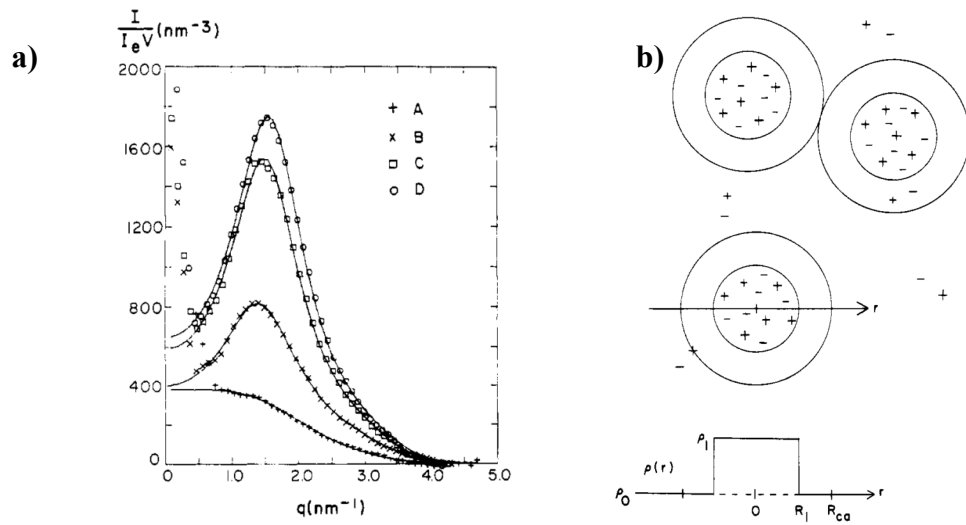 a)
I
I e V (nm⁻³)
2000
1600
1200
800
400
0
+ A
× B
□ C
○ D
0 1.0 2.0 3.0 4.0 5.0
q(nm⁻¹)
b)
r
ρ1
ρ(r)
ρ0
0 R1 Rca r